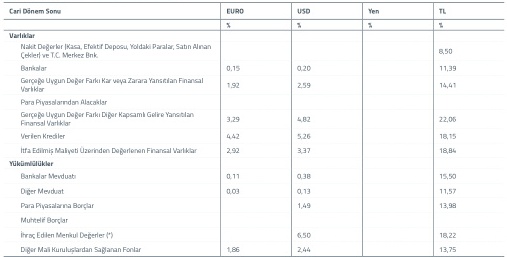 Cari Dönem Sonu EURO USD Yen TL
% % % %
Varlıklar
Nakit Değerler (Kasa, Efektif Deposu, Yoldaki Paralar, Satın Alınan
Çekler) ve T.C. Merkez Bnk. 8,50
Bankalar 0,15 0,20 11,39
Gerçeğe Uygun Değer Farkı Kar veya Zarara Yansıtılan Finansal
Varlıklar 1,92 2,59 14,41
Para Piyasalarından Alacaklar
Gerçeğe Uygun Değer Farkı Diğer Kapsamlı Gelire Yansıtılan
Finansal Varlıklar 3,29 4,82 22,06
Verilen Krediler 4,42 5,26 18,15
İtfa Edilmiş Maliyeti Üzerinden Değerlenen Finansal Varlıklar 2,92 3,37 18,84
Yükümlülükler
Bankalar Mevduatı 0,11 0,38 15,50
Diğer Mevduat 0,03 0,13 11,57
Para Piyasalarına Borçlar 1,49 13,98
Muhtelif Borçlar
İhraç Edilen Menkul Değerler (*) 6,50 18,22
Diğer Mali Kuruluşlardan Sağlanan Fonlar 1,86 2,44 13,75